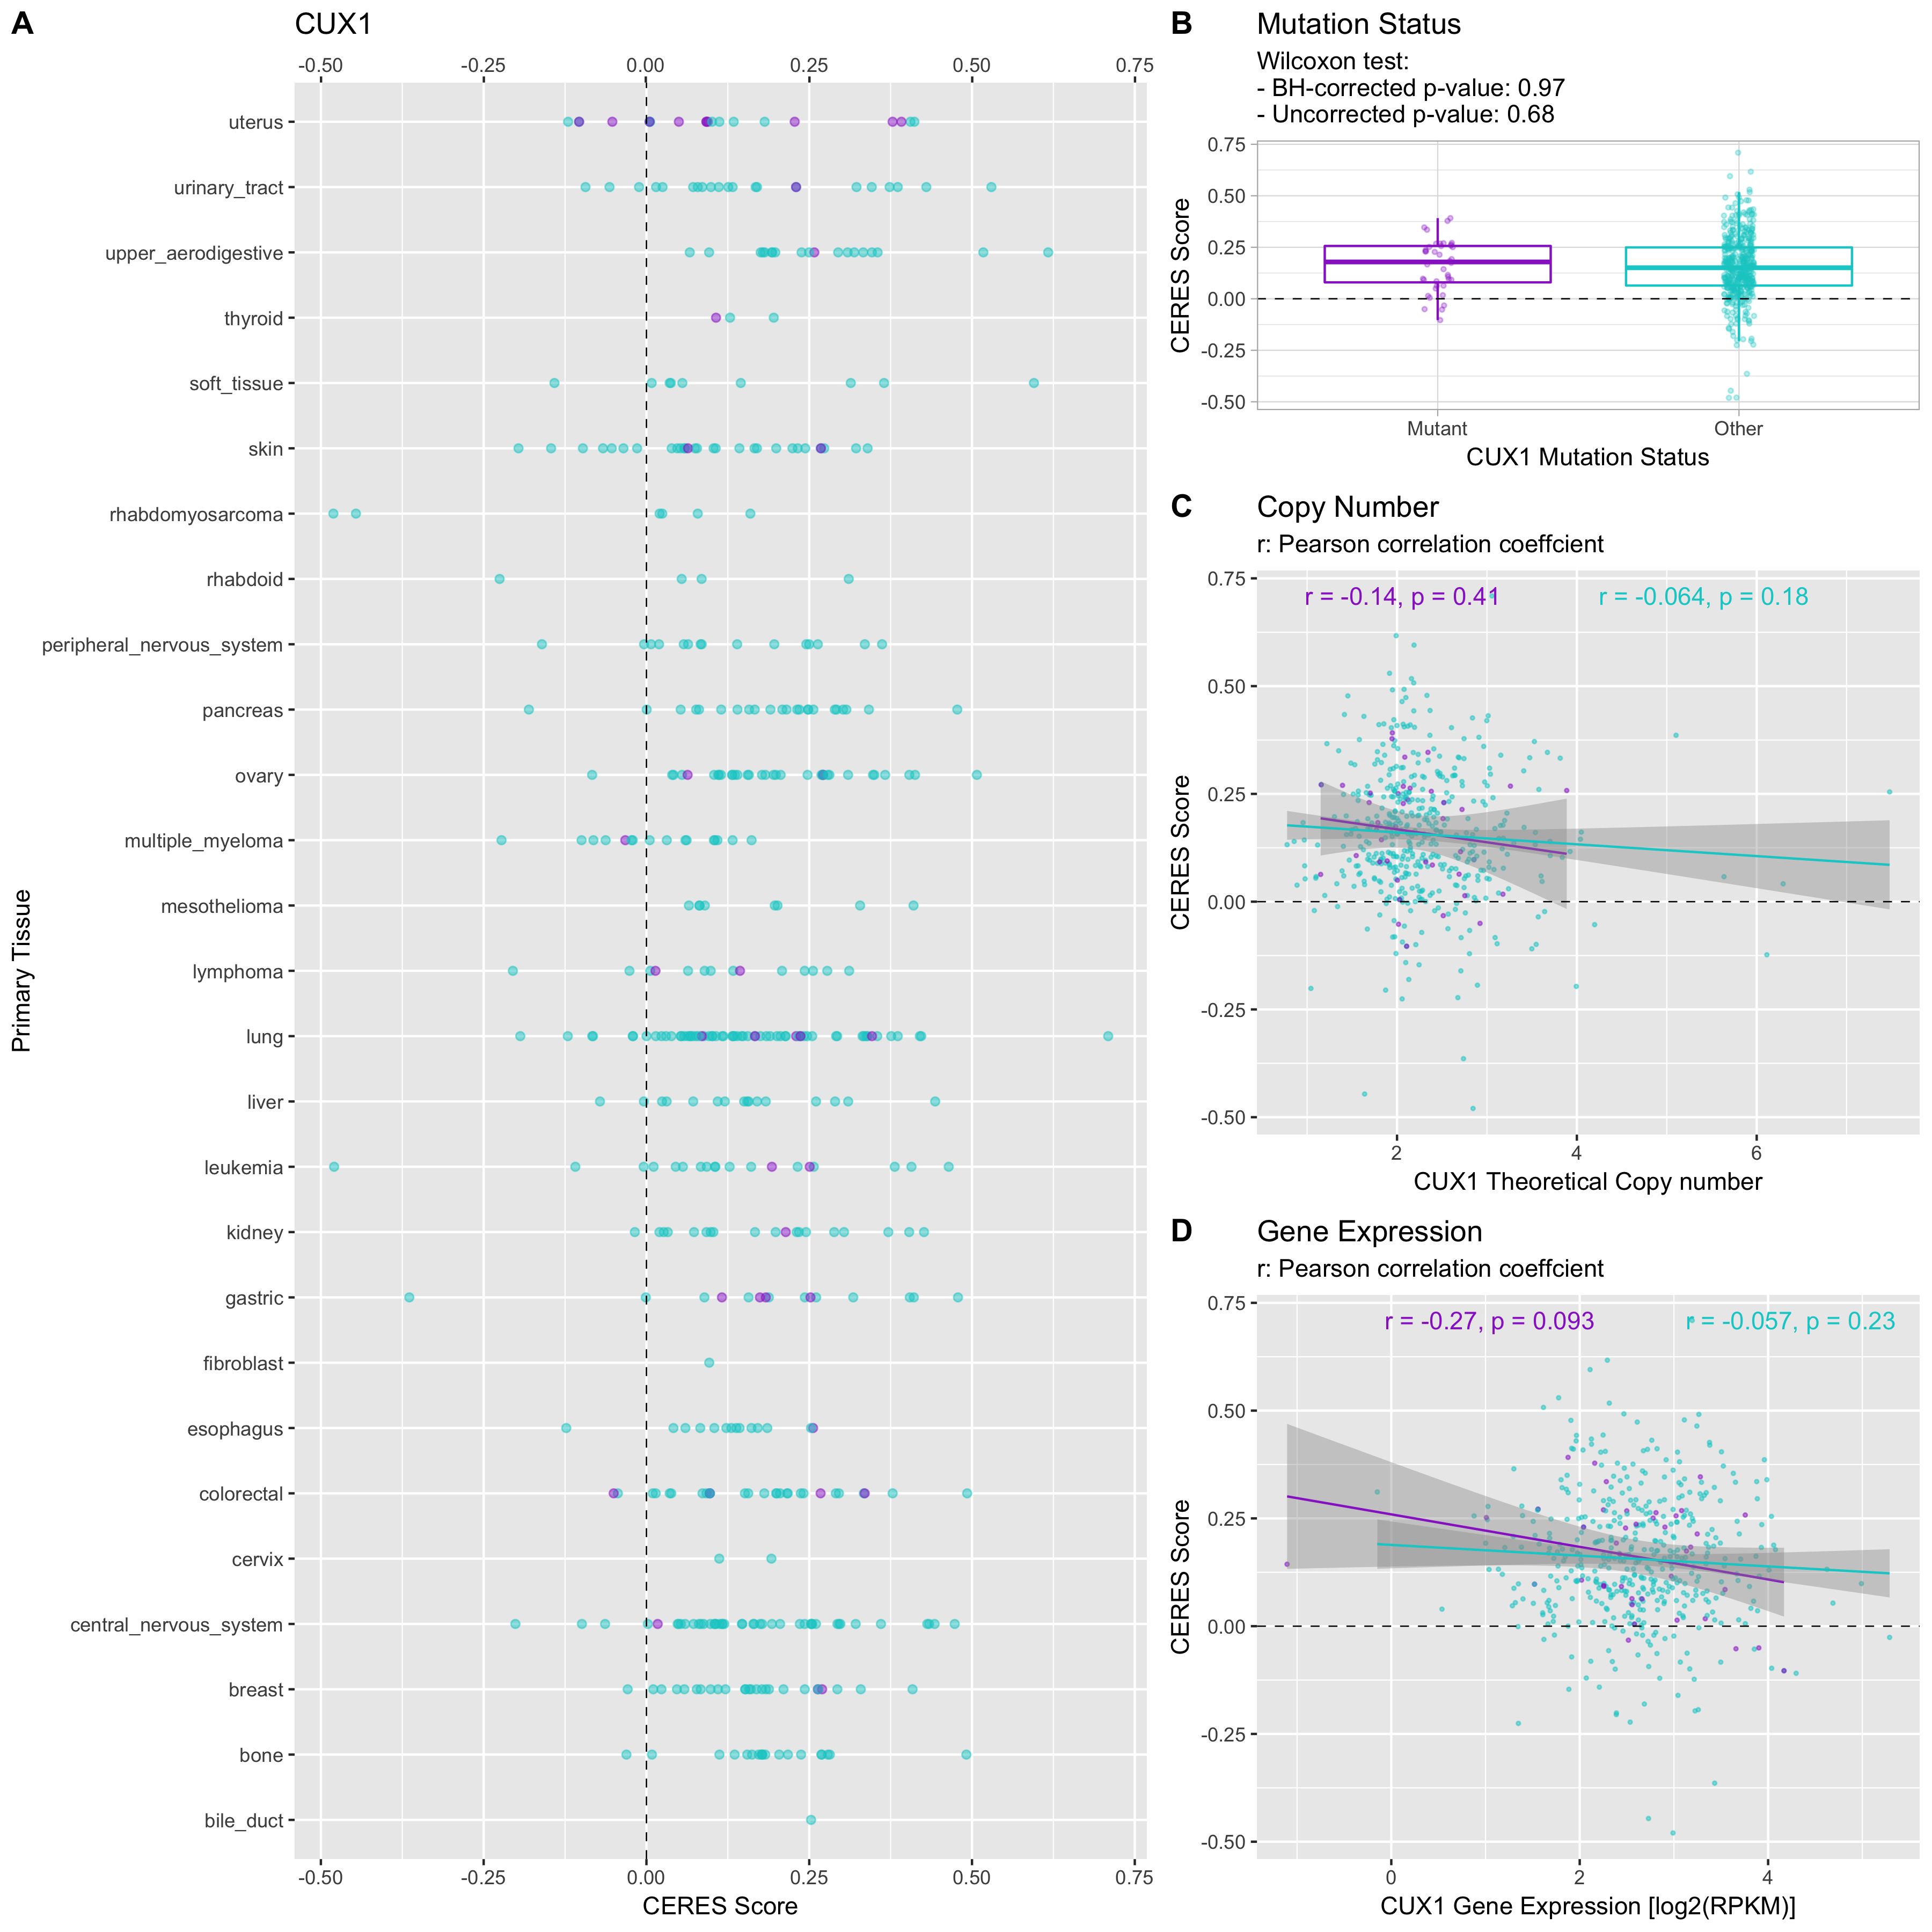 A
CUX1
-0.50 -0.25 0.00 0.25 0.50 0.75
uterus
urinary_tract
upper_aerodigestive
thyroid
soft_tissue
skin
rhabdomyosarcoma
rhabdoid
peripheral_nervous_system
pancreas
ovary
multiple_myeloma
mesothelioma
lymphoma
lung
liver
leukemia
kidney
gastric
fibroblast
esophagus
colorectal
cervix
central_nervous_system
breast
bone
bile_duct
Primary Tissue
-0.50 -0.25 0.00 0.25 0.50 0.75
CERES Score
B
Mutation Status
Wilcoxon test:
- BH-corrected p-value: 0.97
- Uncorrected p-value: 0.68
0.75
0.50
0.25
0.00
-0.25
-0.50
CERES Score
Mutant Other
CUX1 Mutation Status
C
Copy Number
r: Pearson correlation coeffcient
r = -0.14, p = 0.41 r = -0.064, p = 0.18
0.75
0.50
0.25
0.00
-0.25
-0.50
CERES Score
2 4 6
CUX1 Theoretical Copy number
D
Gene Expression
r: Pearson correlation coeffcient
r = -0.27, p = 0.093 r = -0.057, p = 0.23
0.75
0.50
0.25
0.00
-0.25
-0.50
CERES Score
0 2 4
CUX1 Gene Expression [log2(RPKM)]